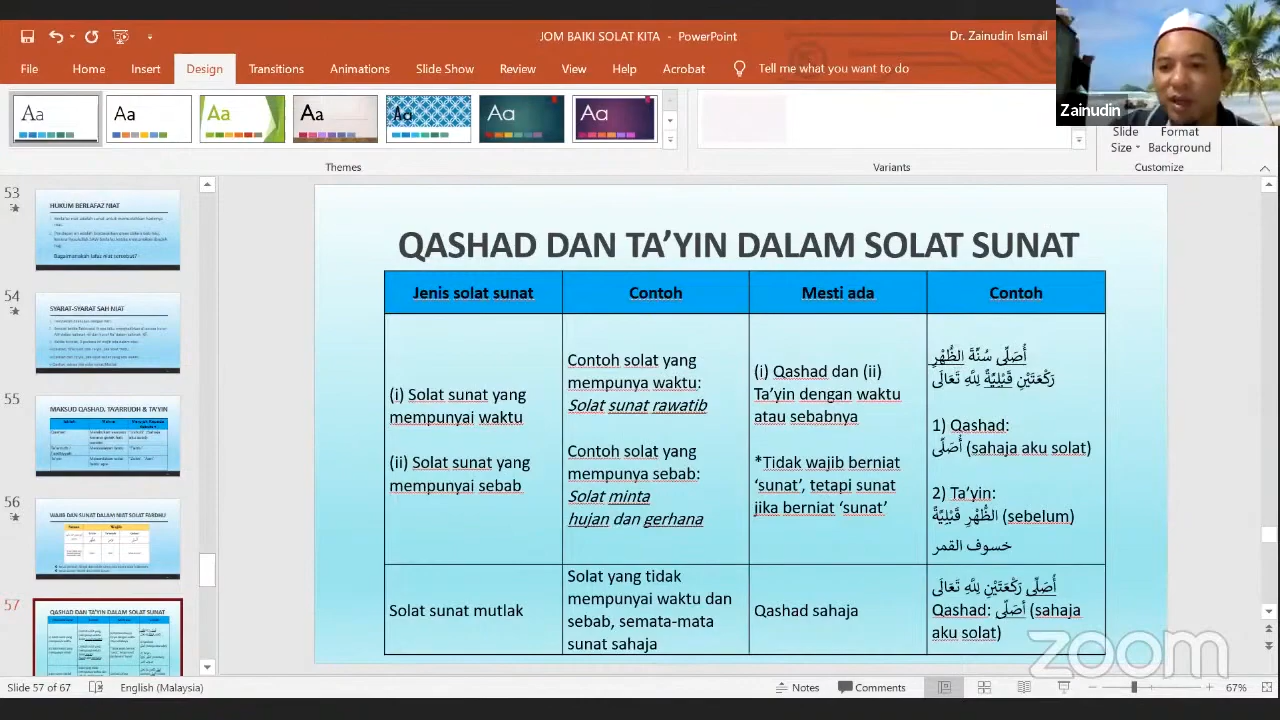 JOM BAIKI SOLAT KITA - PowerPoint
Dr. Zainudin Ismail
File Home Insert Design Transitions Animations Slide Show Review View Help Acrobat Tell me what you want to do
Aa Aa Aa Aa Aa Aa Aa
Zainudin
Slide Size
Format Background
Themes
Variants
Customize
53
HUKUM BERLAFAZ NIAT
54
SYARAT-SYARAT SAH NIAT
55
MAKSUD QASHAD, TA'ARRUDH & TA'YIN
56
WAJIB DAN SUNAT DALAM NIAT SOLAT FARDHU
57
QASHAD DAN TA'YIN DALAM SOLAT SUNAT
QASHAD DAN TA’YIN DALAM SOLAT SUNAT
Jenis solat sunat
Contoh
Mesti ada
Contoh
(i) Solat sunat yang
mempunyai waktu
(ii) Solat sunat yang
mempunyai sebab
Contoh solat yang
mempunya waktu:
Solat sunat rawatib
Contoh solat yang
mempunya sebab:
Solat minta
hujan dan gerhana
(i) Qashad dan (ii)
Ta’yin dengan waktu
atau sebabnya
*Tidak wajib berniat
‘sunat’, tetapi sunat
jika berniat ‘sunat’
أُصَلِّى سُنَّةَ الظُّهْرِ
رَكْعَتَيْنِ قَبْلِيَّةً لِلَّهِ تَعَالَى
1) Qashad:
أُصَلِّى (sahaja aku solat)
2) Ta’yin:
الظُّهْرِ قَبْلِيَّةً (sebelum)
خسوف القمر
Solat sunat mutlak
Solat yang tidak
mempunyai waktu dan
sebab, semata-mata
sunat sahaja
Qashad sahaja
أُصَلِّى رَكْعَتَيْنِ لِلَّهِ تَعَالَى
Qashad: أُصَلِّى (sahaja
aku solat)
zoom
Slide 57 of 67 English (Malaysia) Notes Comments 67%